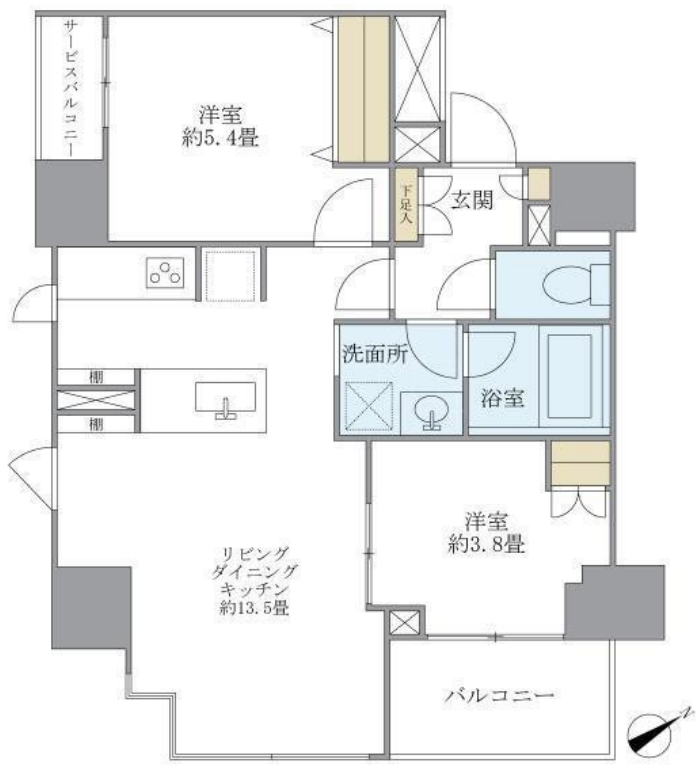 サービスバルコニー
洋室
約5.4畳
下足入
玄関
洗面所
浴室
棚
棚
洋室
約3.8畳
リビング
ダイニング
キッチン
約13.5畳
バルコニー
N